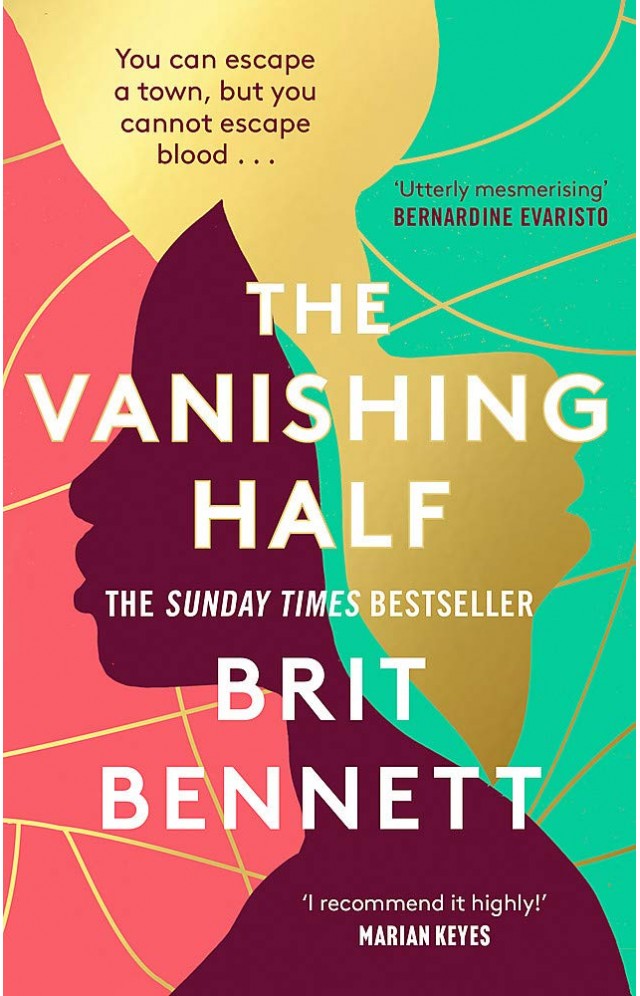 You can escape
a town, but you
cannot escape
blood . . .
‘Utterly mesmerising’
BERNARDINE EVARISTO
THE
VANISHING
HALF
THE SUNDAY TIMES BESTSELLER
BRIT
BENNETT
‘I recommend it highly!’
MARIAN KEYES